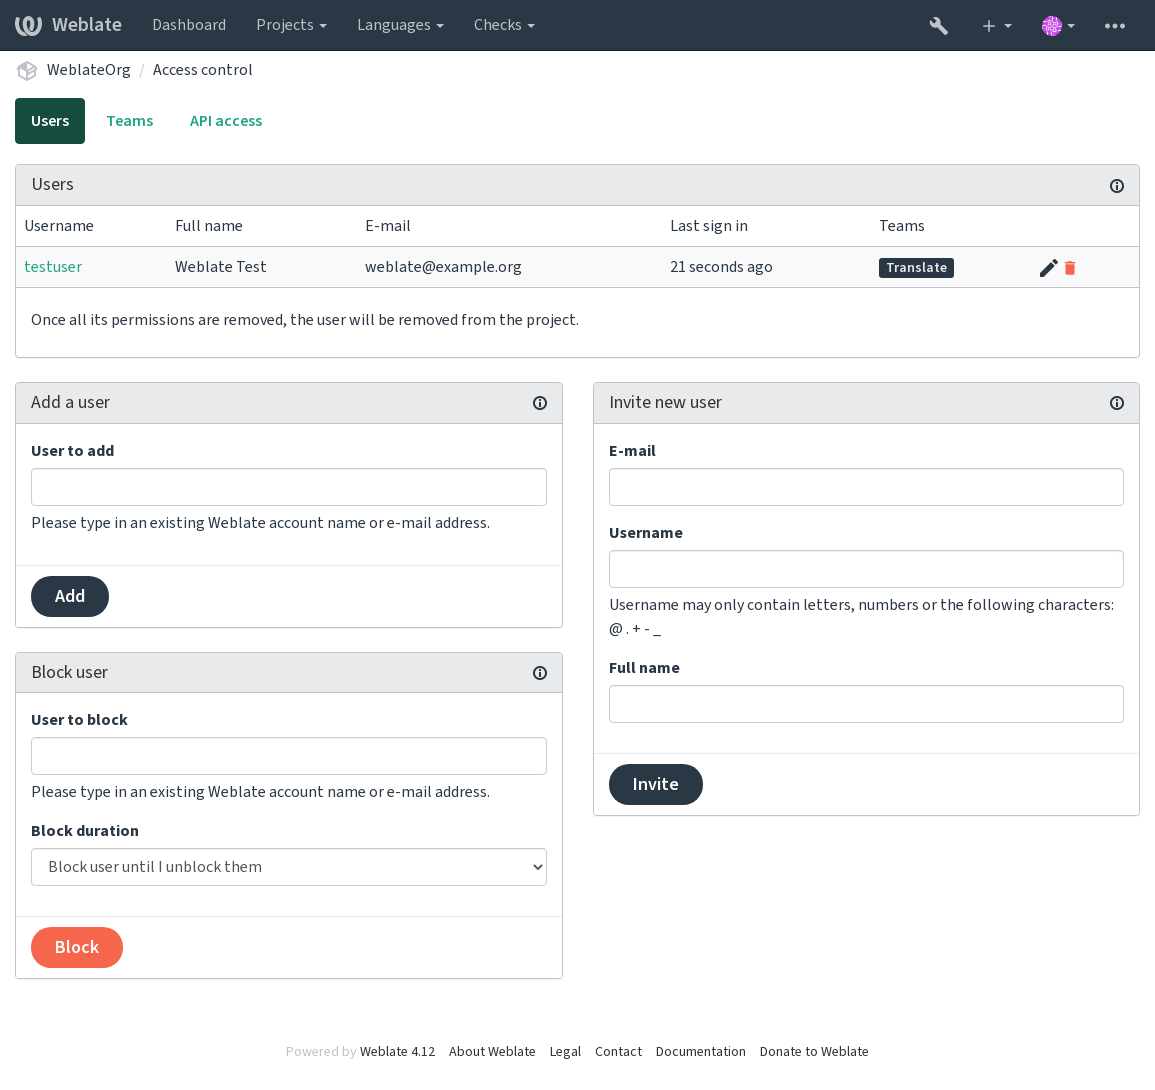 Weblate Dashboard Projects Languages Checks
WeblateOrg / Access control
Users Teams API access
Users
Username Full name E-mail Last sign in Teams
testuser Weblate Test weblate@example.org 21 seconds ago Translate
Once all its permissions are removed, the user will be removed from the project.
Add a user
User to add
Please type in an existing Weblate account name or e-mail address.
Add
Block user
User to block
Please type in an existing Weblate account name or e-mail address.
Block duration
Block user until I unblock them
Block
Invite new user
E-mail
Username
Username may only contain letters, numbers or the following characters:
@ . + - _
Full name
Invite
Powered by Weblate 4.12 About Weblate Legal Contact Documentation Donate to Weblate